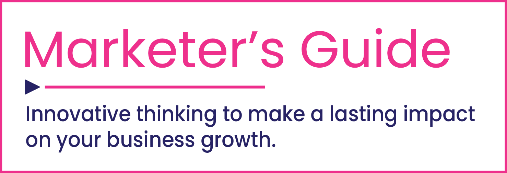 Marketer's Guide
Innovative thinking to make a lasting impact
on your business growth.